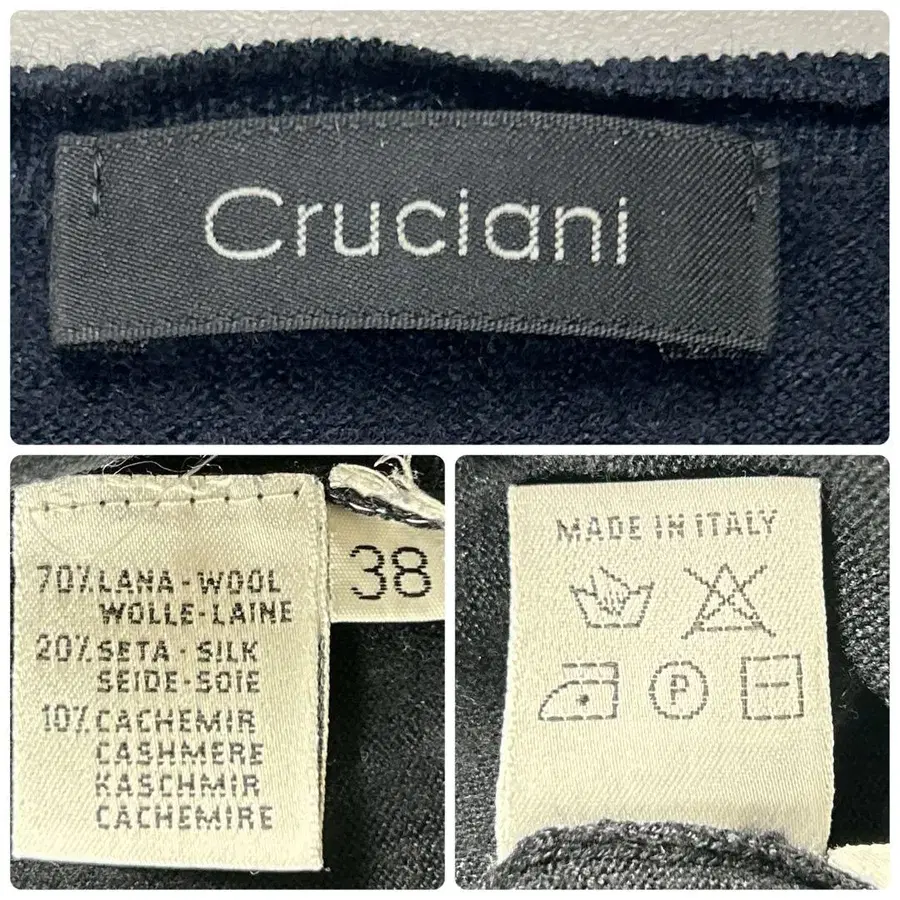 Cruciani
70% LANA - WOOL
WOLLE-LAINE
20% SETA - SILK
SEIDE-SOIE
10% CACHEMIR
CASHMERE
KASCHMIR
CACHEMIRE
38
MADE IN ITALY
P